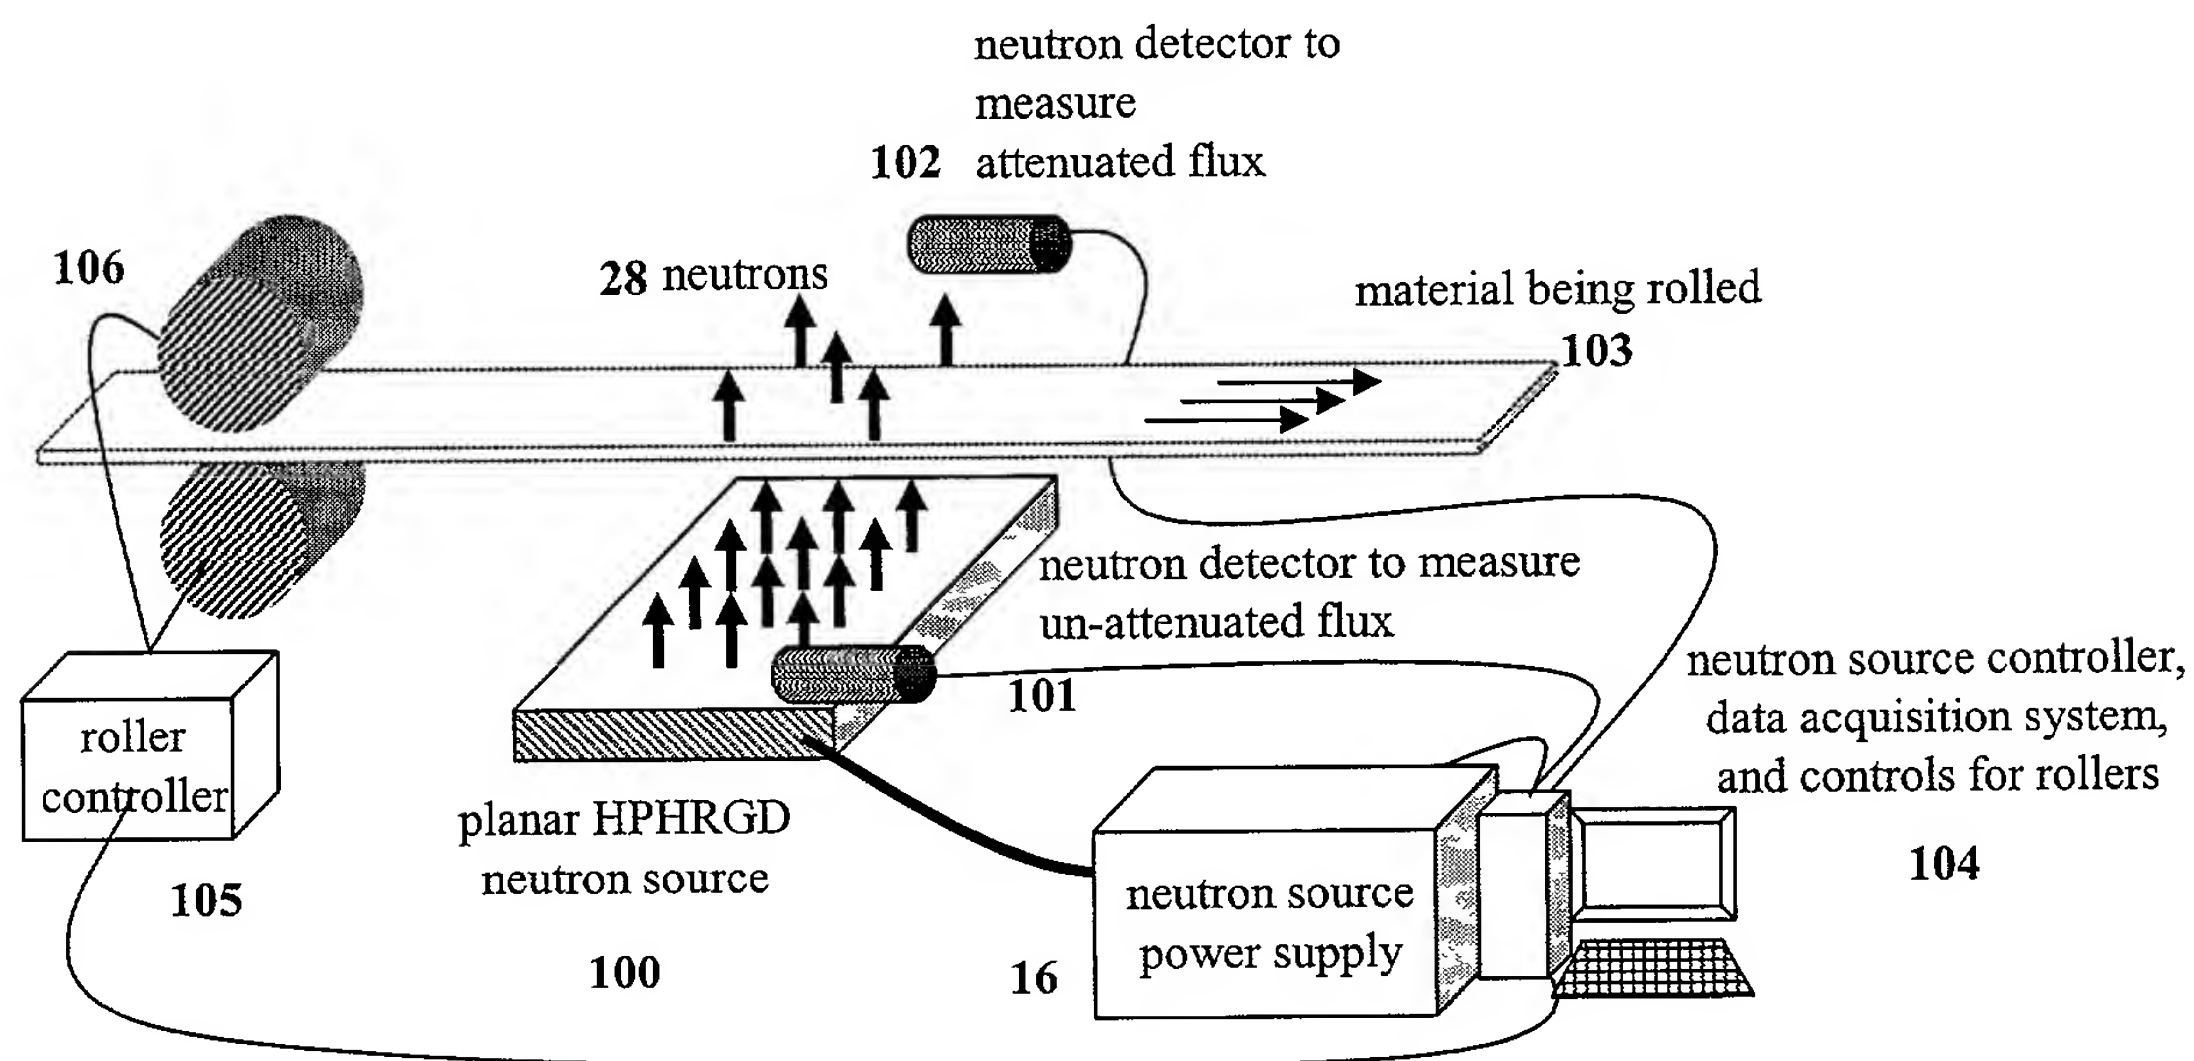 neutron detector to
measure
102 attenuated flux
106
28 neutrons
material being rolled
103
neutron detector to measure
un-attenuated flux
101
neutron source controller,
data acquisition system,
and controls for rollers
104
roller
controller
105
planar HPHRGD
neutron source
100
neutron source
power supply
16